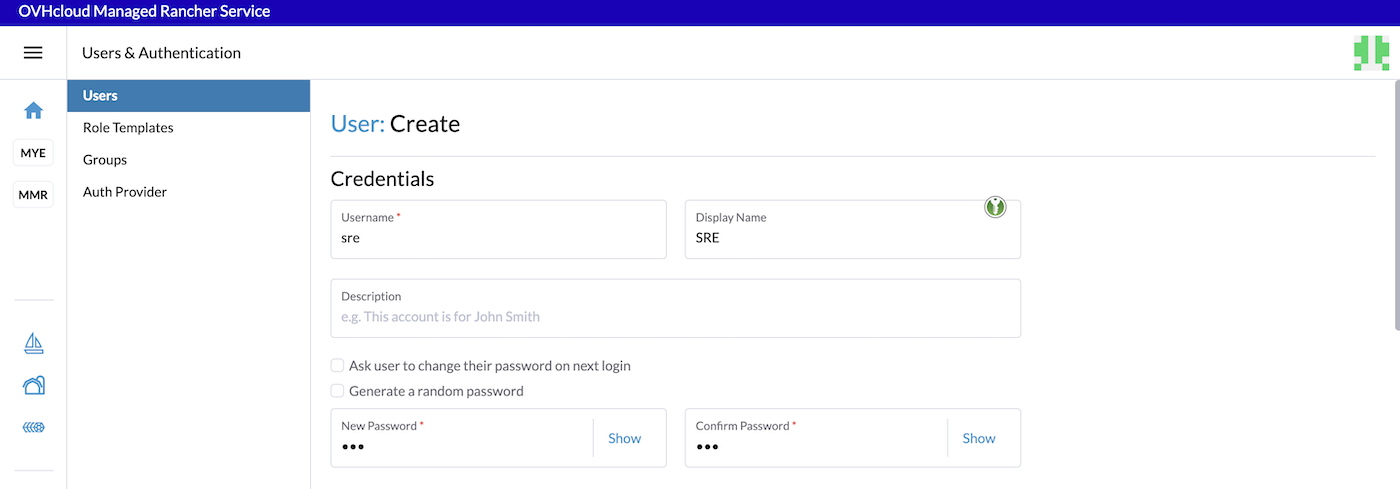 OVHcloud Managed Rancher Service
Users & Authentication
Users
Role Templates
Groups
Auth Provider
MYE
MMR
User: Create
Credentials
Username *
sre
Display Name
SRE
Description
e.g. This account is for John Smith
Ask user to change their password on next login
Generate a random password
New Password *
•••
Show
Confirm Password *
•••
Show